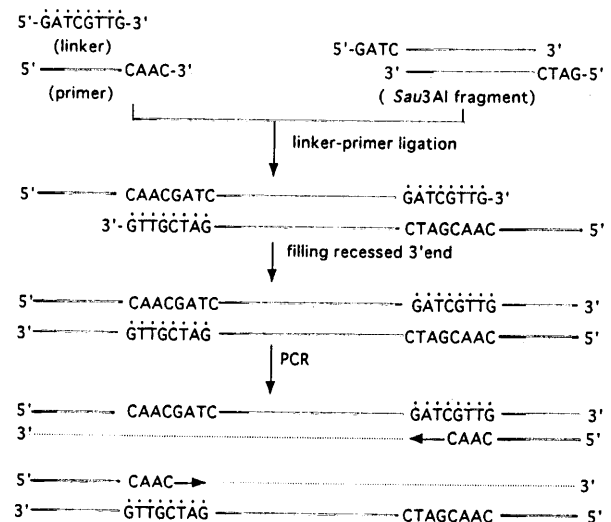 5'-GATCGTTG-3'
(linker)
5' CAAC-3'
(primer)
5'-GATC 3'
3' CTAG-5'
( Sau3AI fragment)
linker-primer ligation
5' CAACGATC GATCGTTG-3'
3'-GTTGCTAG CTAGCAAC 5'
filling recessed 3'end
5' CAACGATC GATCGTTG 3'
3' GTTGCTAG CTAGCAAC 5'
PCR
5' CAACGATC GATCGTTG 3'
3' CAAC 5'
5' CAAC 3'
3' GTTGCTAG CTAGCAAC 5'